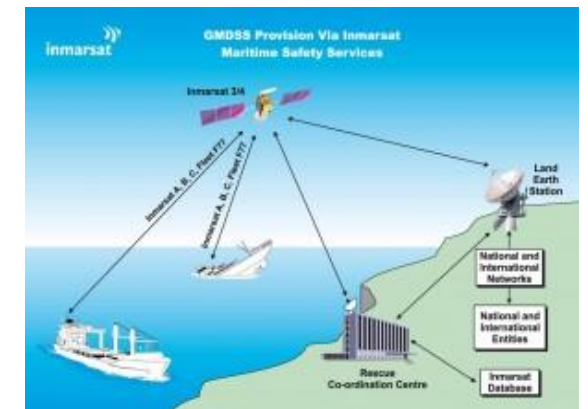 inmarsat
GMDSS Provision Via Inmarsat
Maritime Safety Services
Inmarsat 3/4
Inmarsat A, B, C, Fleet F77
Inmarsat A, B, C, Fleet F77
Land
Earth
Station
National and
International
Networks
National and
International
Entities
Rescue
Co-ordination Centre
Inmarsat
Database